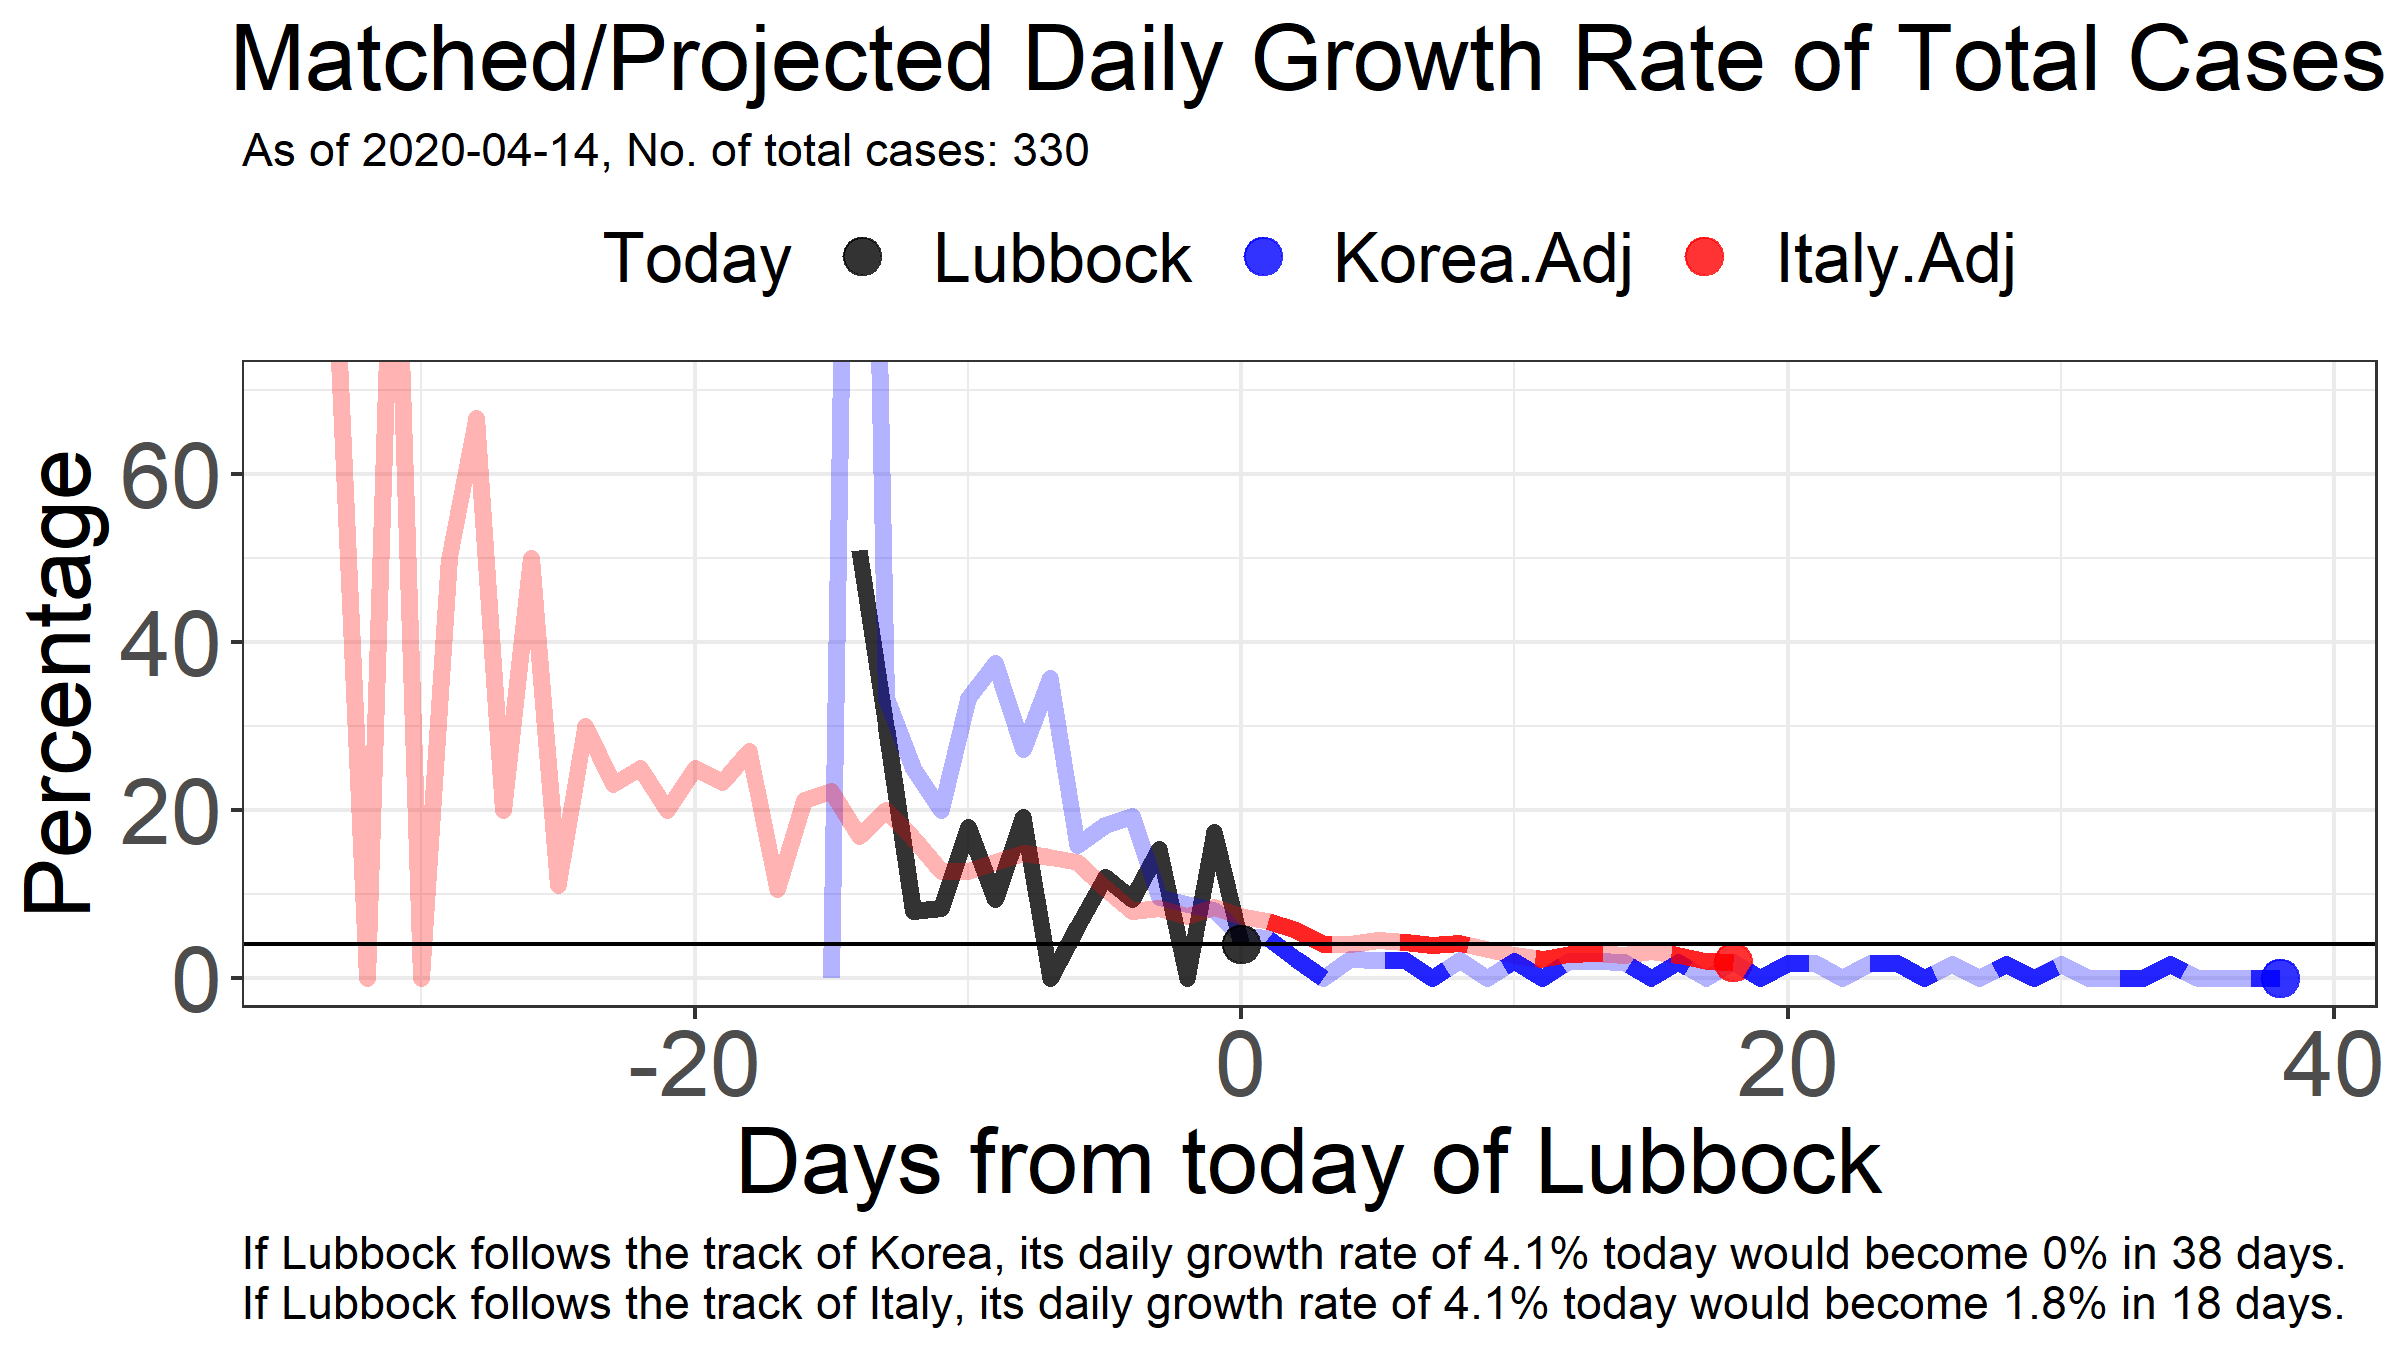 Matched/Projected Daily Growth Rate of Total Cases
As of 2020-04-14, No. of total cases: 330
Today Lubbock Korea.Adj Italy.Adj
Percentage
60
40
20
0
-20 0 20 40
Days from today of Lubbock
If Lubbock follows the track of Korea, its daily growth rate of 4.1% today would become 0% in 38 days.
If Lubbock follows the track of Italy, its daily growth rate of 4.1% today would become 1.8% in 18 days.